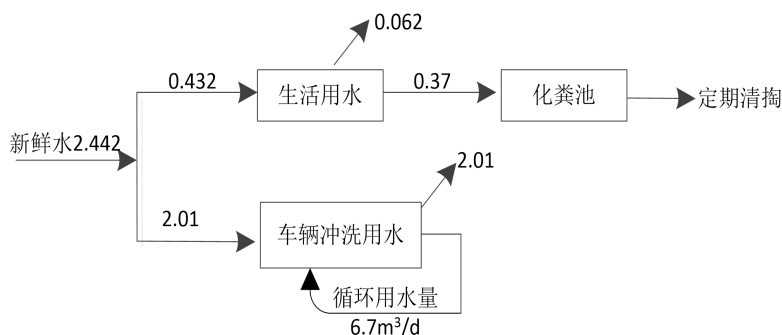 0.062
0.432
生活用水
0.37
化粪池
定期清掏
新鲜水2.442
2.01
2.01
车辆冲洗用水
循环用水量
6.7m³/d